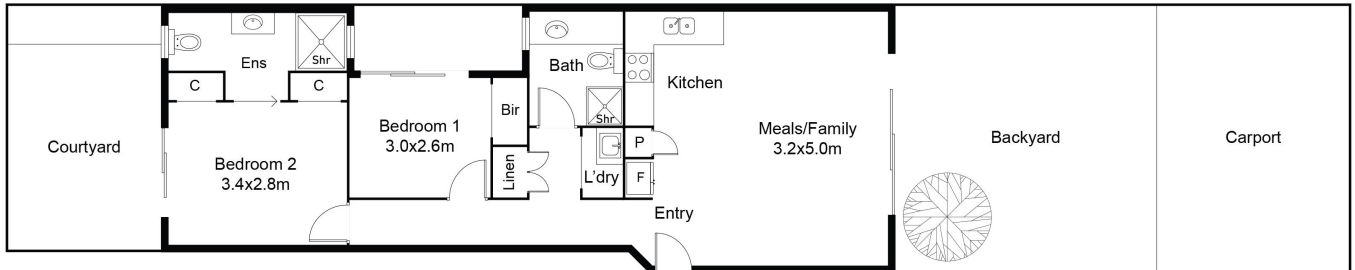 Courtyard
Ens
Shr
C
C
Bedroom 2
3.4x2.8m
Bedroom 1
3.0x2.6m
Bir
Linen
Bath
Shr
L'dry
Kitchen
P
F
Entry
Meals/Family
3.2x5.0m
Backyard
Carport